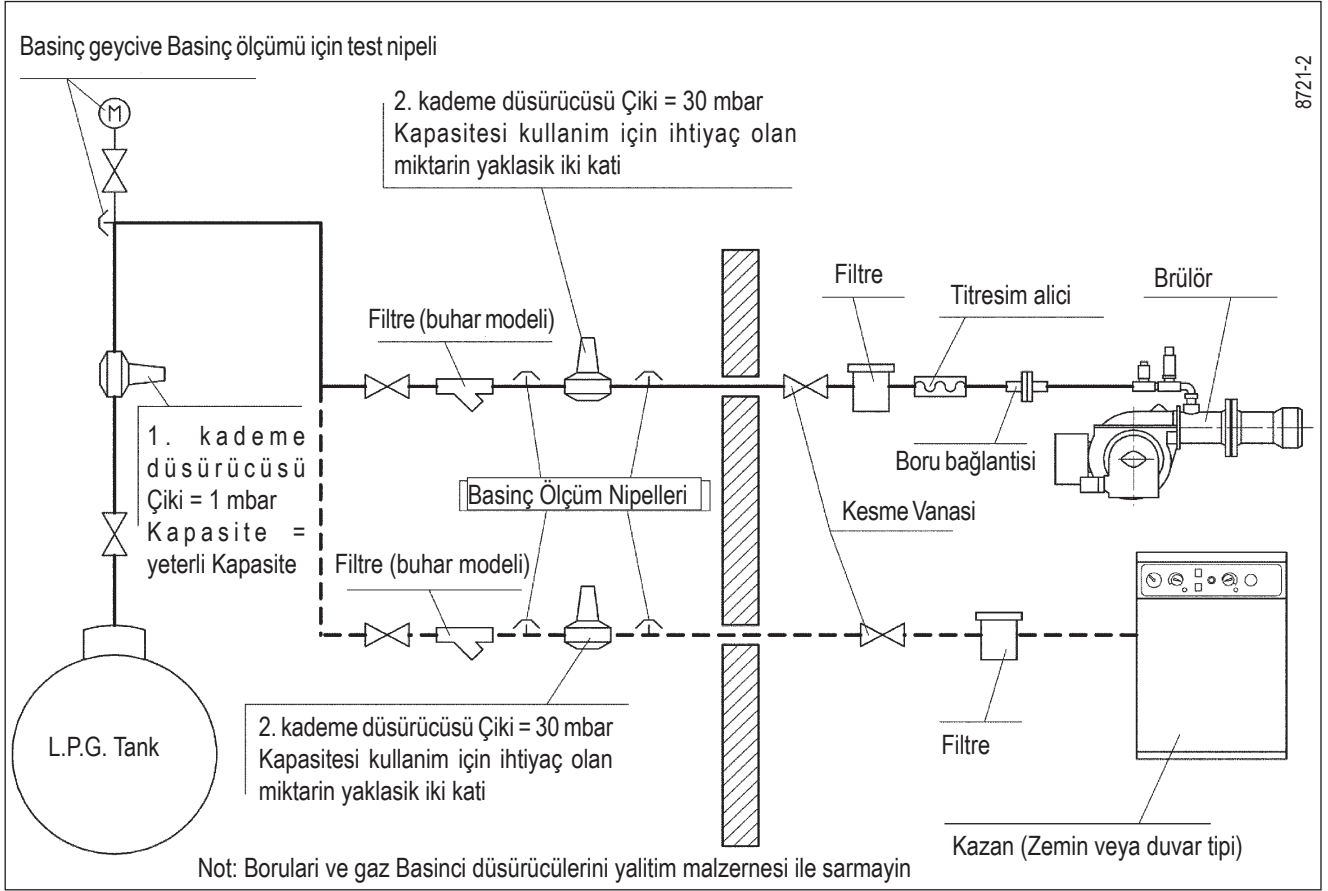 Basinç geycive Basinç ölçümü için test nipeli
8721-2
M
2. kademe düsürücüsü Çiki = 30 mbar
Kapasitesi kullanim için ihtiyaç olan
miktarin yaklasik iki kati
Filtre
Titresim alici
Brülör
Filtre (buhar modeli)
1. kademe
düsürücüsü
Çiki = 1 mbar
Kapasite =
yeterli Kapasite
Basinç Ölçüm Nipelleri
Boru bağlantisi
Kesme Vanasi
Filtre (buhar modeli)
L.P.G. Tank
2. kademe düsürücüsü Çiki = 30 mbar
Kapasitesi kullanim için ihtiyaç olan
miktarin yaklasik iki kati
Filtre
Kazan (Zemin veya duvar tipi)
Not: Borulari ve gaz Basinci düsürücülerini yalitim malzernesi ile sarmayin